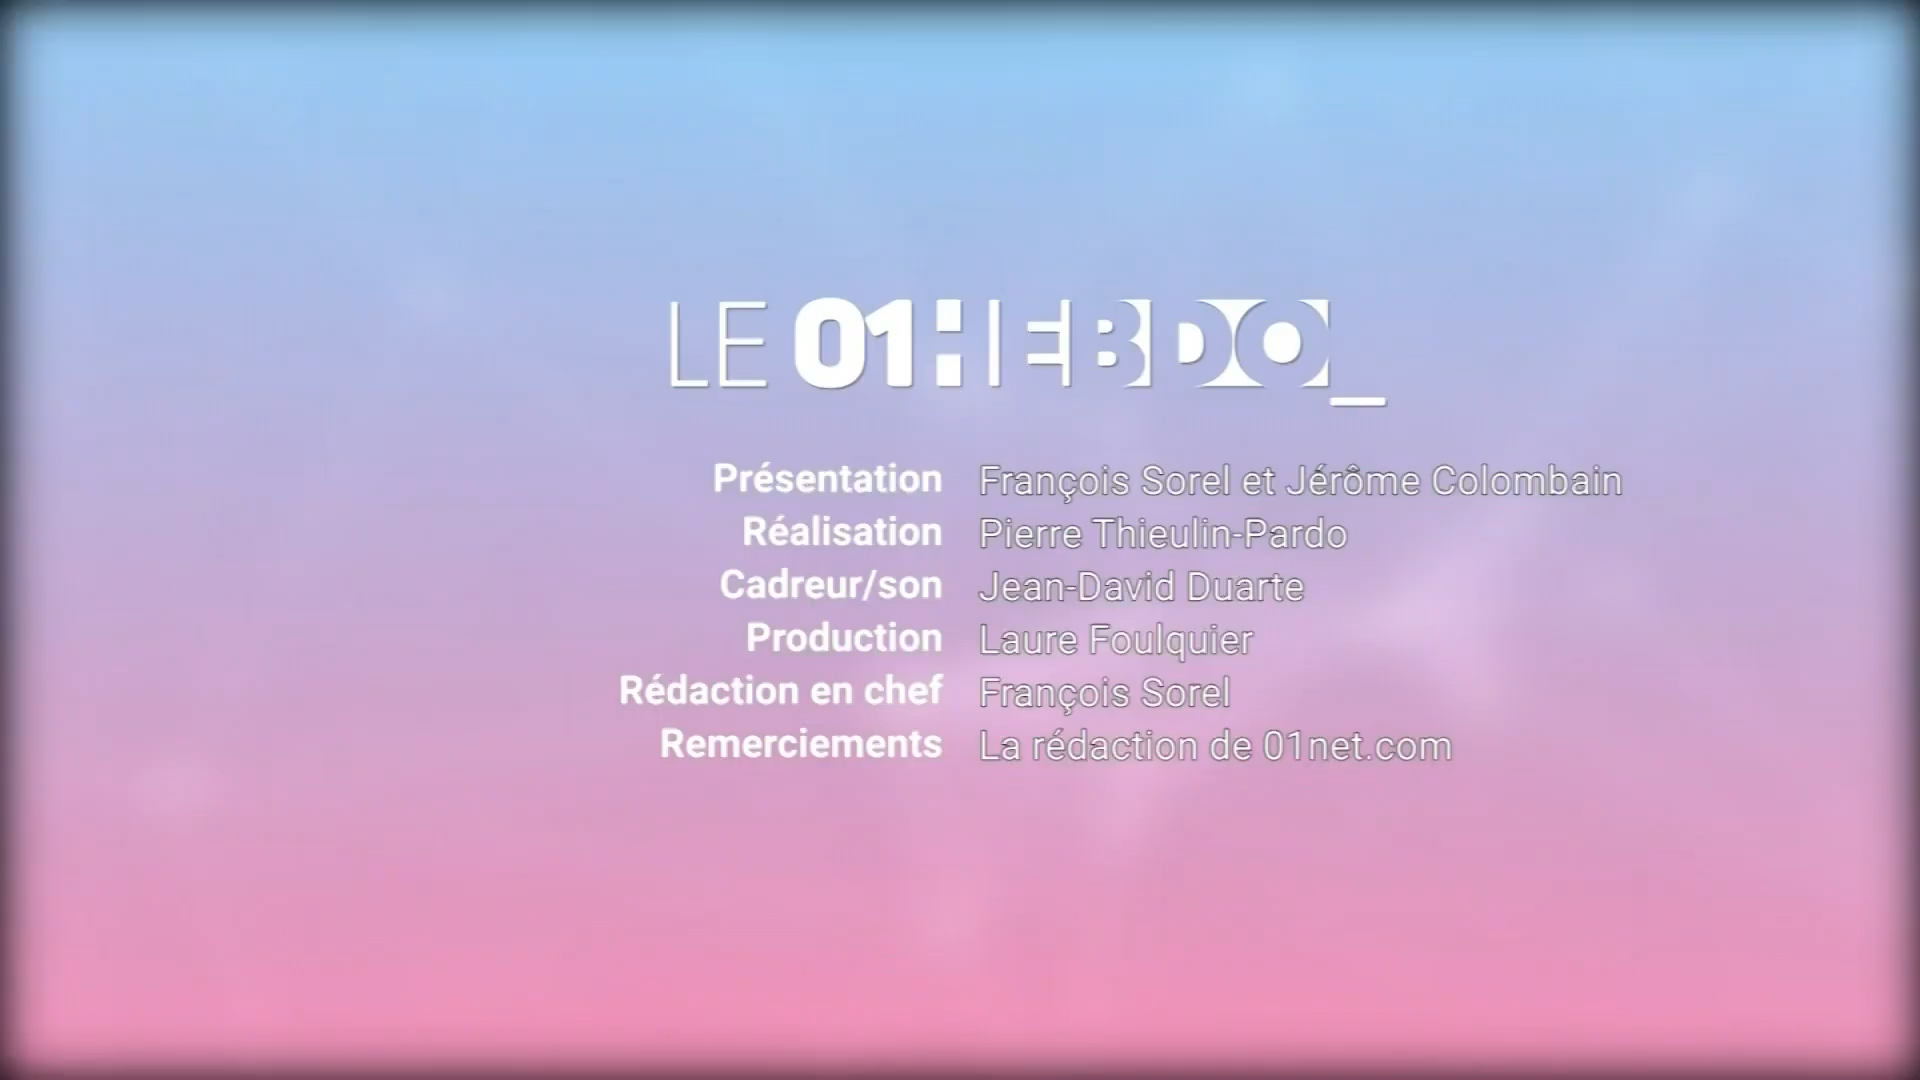 LE 01HEBDO_
Présentation François Sorel et Jérôme Colombain
Réalisation Pierre Thieulin-Pardo
Cadreur/son Jean-David Duarte
Production Laure Foulquier
Rédaction en chef François Sorel
Remerciements La rédaction de 01net.com